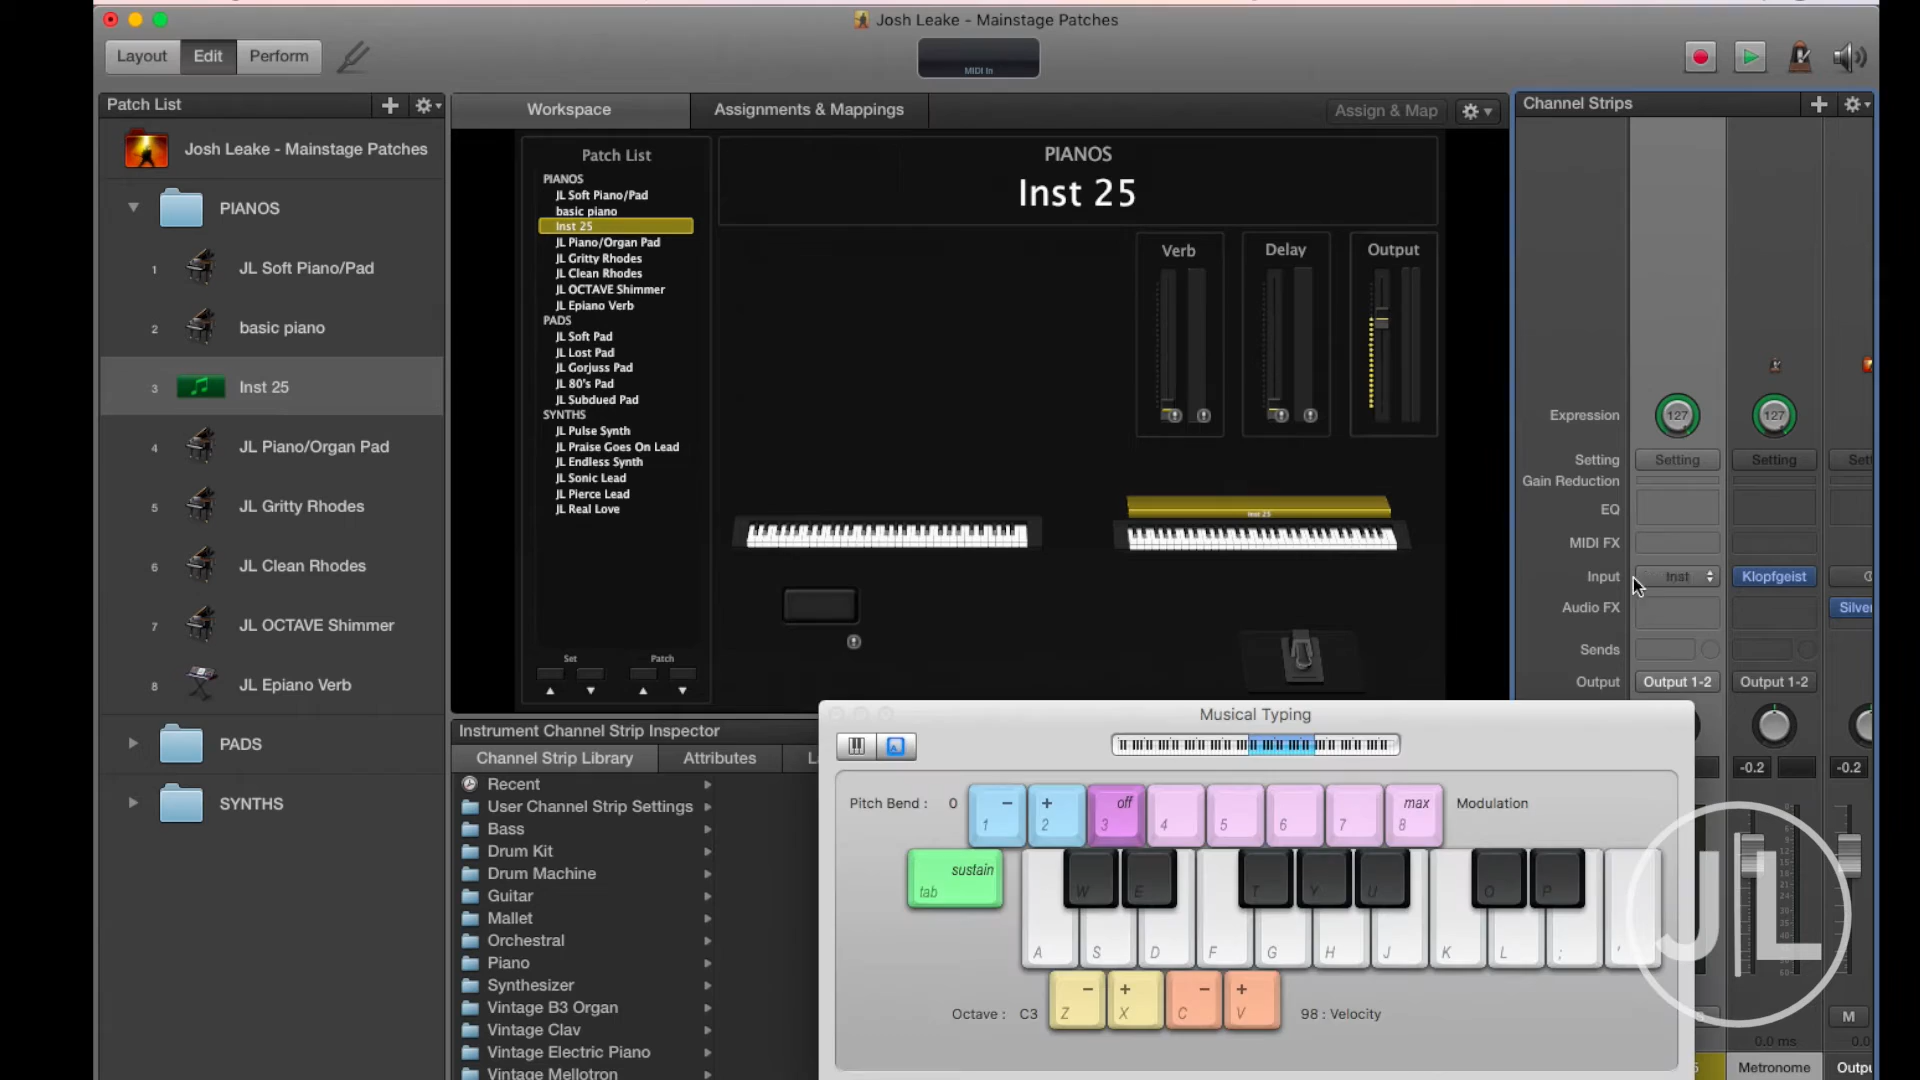 Josh Leake - Mainstage Patches
Layout
Edit
Perform
MIDI In
Patch List
Josh Leake - Mainstage Patches
PIANOS
1 JL Soft Piano/Pad
2 basic piano
3 Inst 25
4 JL Piano/Organ Pad
5 JL Gritty Rhodes
6 JL Clean Rhodes
7 JL OCTAVE Shimmer
8 JL Epiano Verb
PADS
SYNTHS
Workspace
Assignments & Mappings
Assign & Map
Patch List
PIANOS
JL Soft Piano/Pad
basic piano
Inst 25
JL Piano/Organ Pad
JL Gritty Rhodes
JL Clean Rhodes
JL OCTAVE Shimmer
JL Epiano Verb
PADS
JL Soft Pad
JL Lost Pad
JL Gorjuss Pad
JL 80's Pad
JL Subdued Pad
SYNTHS
JL Pulse Synth
JL Praise Goes On Lead
JL Endless Synth
JL Sonic Lead
JL Pierce Lead
JL Real Love
Set
Patch
PIANOS
Inst 25
Verb
Delay
Output
Inst 25
Channel Strips
Expression 127 127
Setting Setting Setting Set
Gain Reduction
EQ
MIDI FX
Input Inst Klopfgeist
Audio FX Silver
Sends
Output Output 1-2 Output 1-2
-0.2 -0.2
M
0.0 ms 0.0
Metronome Outpu
Instrument Channel Strip Inspector
Channel Strip Library
Attributes
L
Recent
User Channel Strip Settings
Bass
Drum Kit
Drum Machine
Guitar
Mallet
Orchestral
Piano
Synthesizer
Vintage B3 Organ
Vintage Clav
Vintage Electric Piano
Vintage Mellotron
Musical Typing
Pitch Bend : 0
− 1
+ 2
off 3
4
5
6
7
max 8
Modulation
sustain
tab
W E T Y U O P
A S D F G H J K L ; '
Octave : C3
− Z
+ X
− C
+ V
98 : Velocity
JL